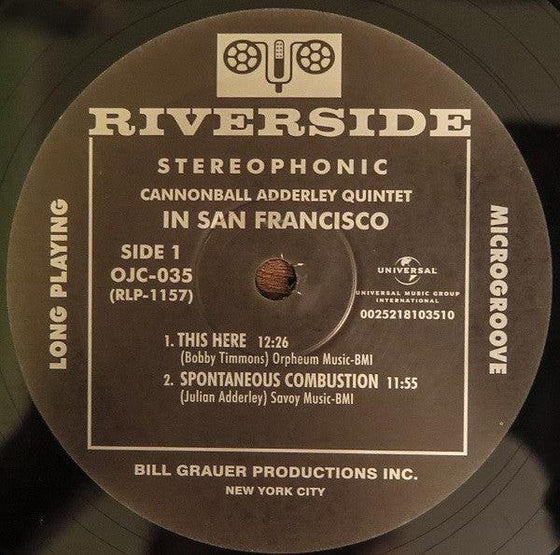 RIVERSIDE
STEREOPHONIC
CANNONBALL ADDERLEY QUINTET
IN SAN FRANCISCO
LONG PLAYING
SIDE 1
OJC-035
(RLP-1157)
UNIVERSAL
UNIVERSAL MUSIC GROUP
INTERNATIONAL
0025218103510
MICROGROOVE
1. THIS HERE 12:26
(Bobby Timmons) Orpheum Music-BMI
2. SPONTANEOUS COMBUSTION 11:55
(Julian Adderley) Savoy Music-BMI
BILL GRAUER PRODUCTIONS INC.
NEW YORK CITY